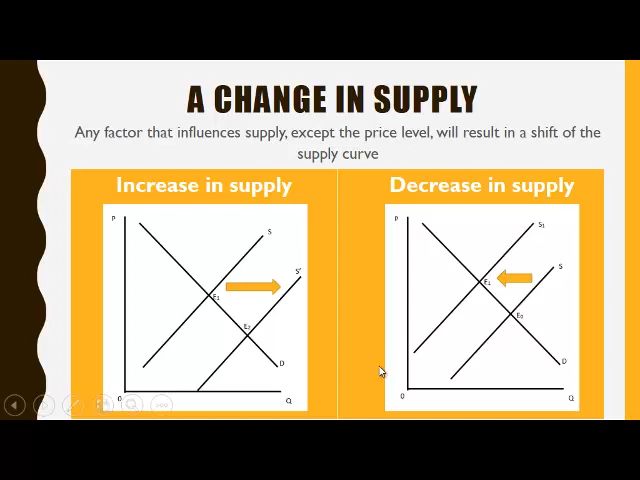 A CHANGE IN SUPPLY
Any factor that influences supply, except the price level, will result in a shift of the
supply curve
Increase in supply
P
S
S'
E₁
E₂
D
0
Q
Decrease in supply
P
S₁
S
E₁
E₀
D
0
Q